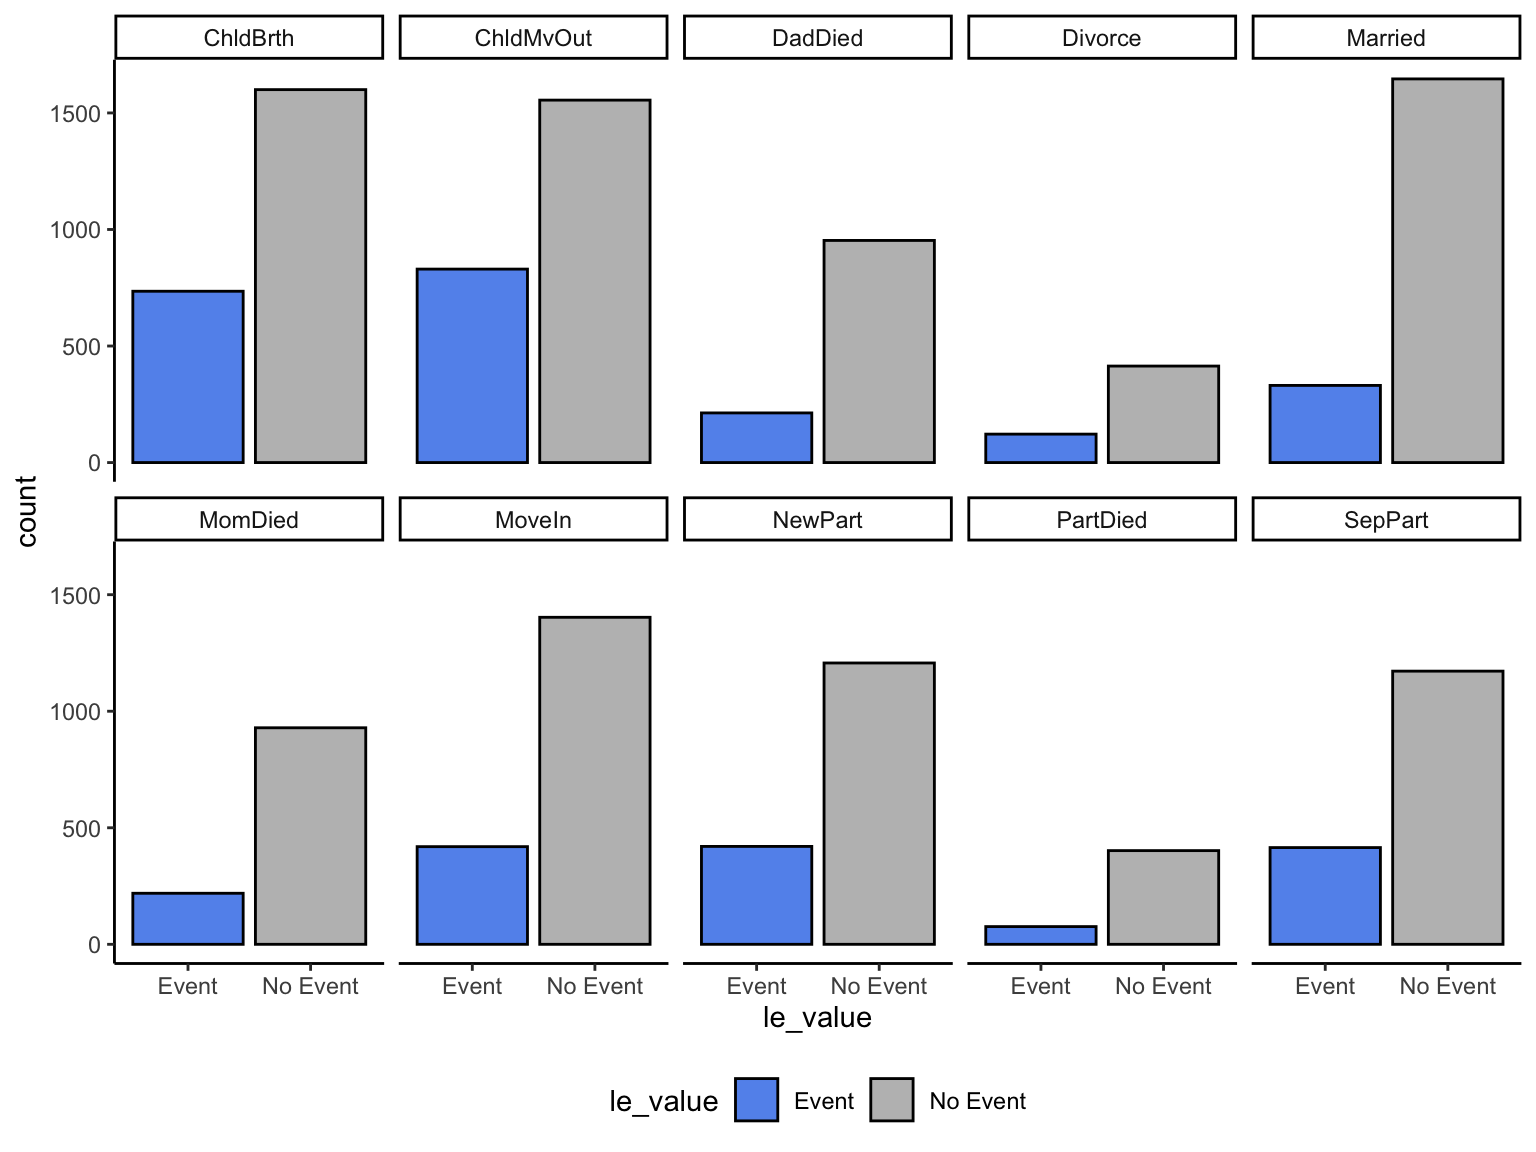 ChldBrth ChldMvOut DadDied Divorce Married
1500
1000
500
0
count
MomDied MoveIn NewPart PartDied SepPart
1500
1000
500
0
Event No Event Event No Event Event No Event Event No Event Event No Event
le_value
le_value Event No Event